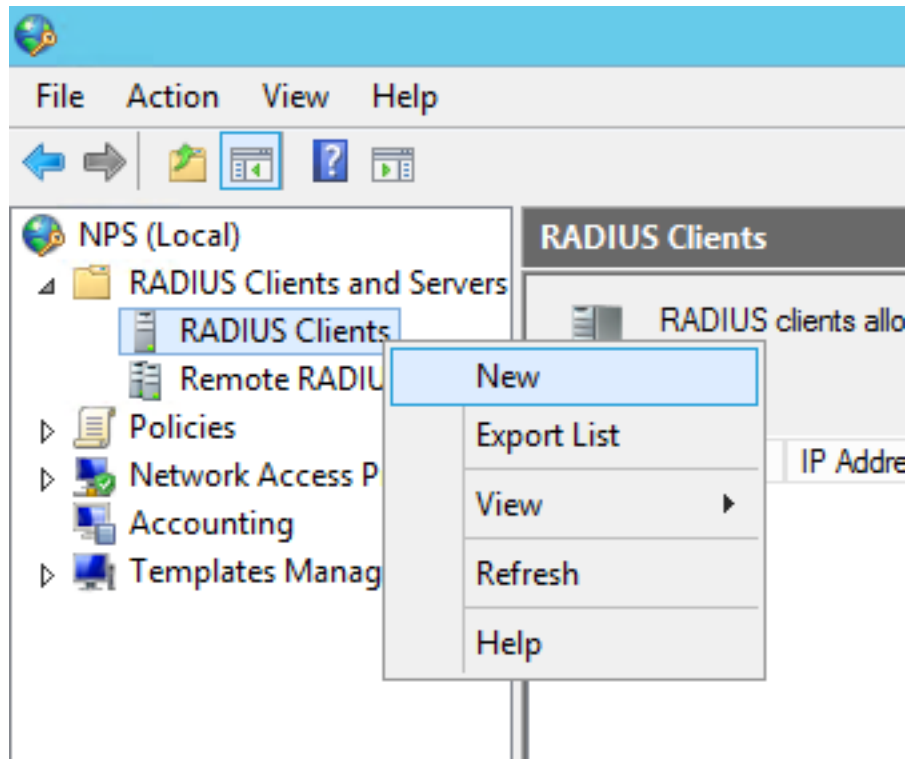 File Action View Help
NPS (Local)
RADIUS Clients
RADIUS Clients and Servers
RADIUS clients allo
RADIUS Clients
Remote RADIU
New
Policies
Export List
Network Access P
IP Addre
View
Accounting
Templates Manag
Refresh
Help